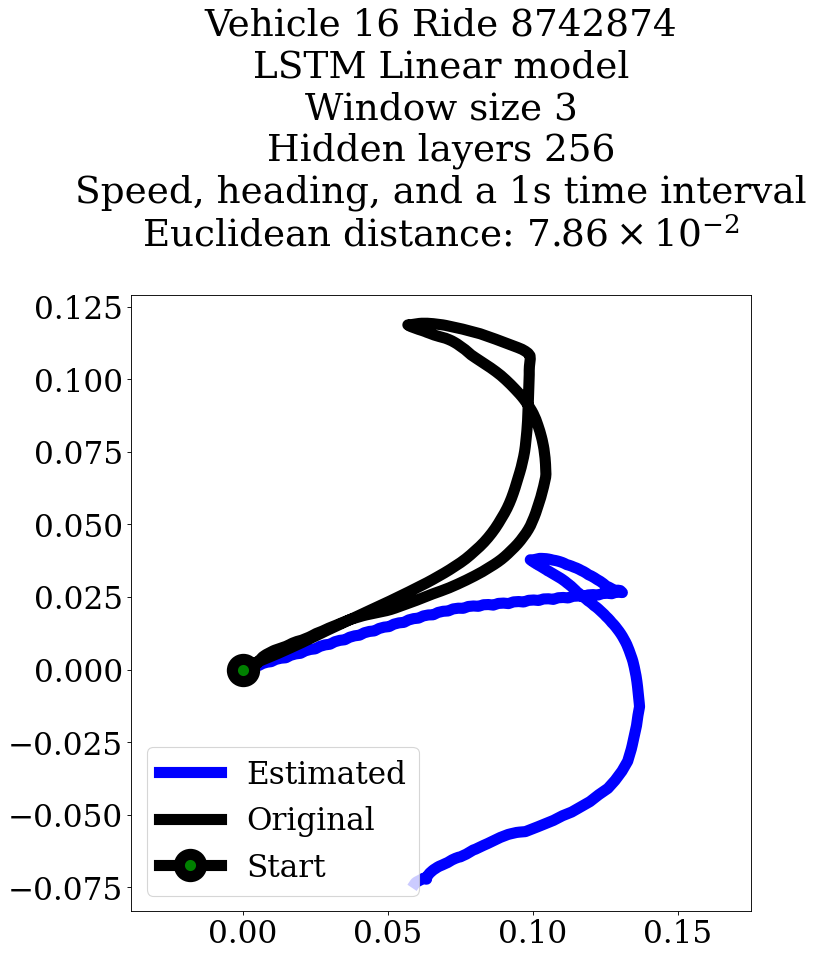 Vehicle 16 Ride 8742874
LSTM Linear model
Window size 3
Hidden layers 256
Speed, heading, and a 1s time interval
Euclidean distance: 7.86 × 10⁻²
0.125
0.100
0.075
0.050
0.025
0.000
−0.025
−0.050
−0.075
Estimated
Original
Start
0.00 0.05 0.10 0.15